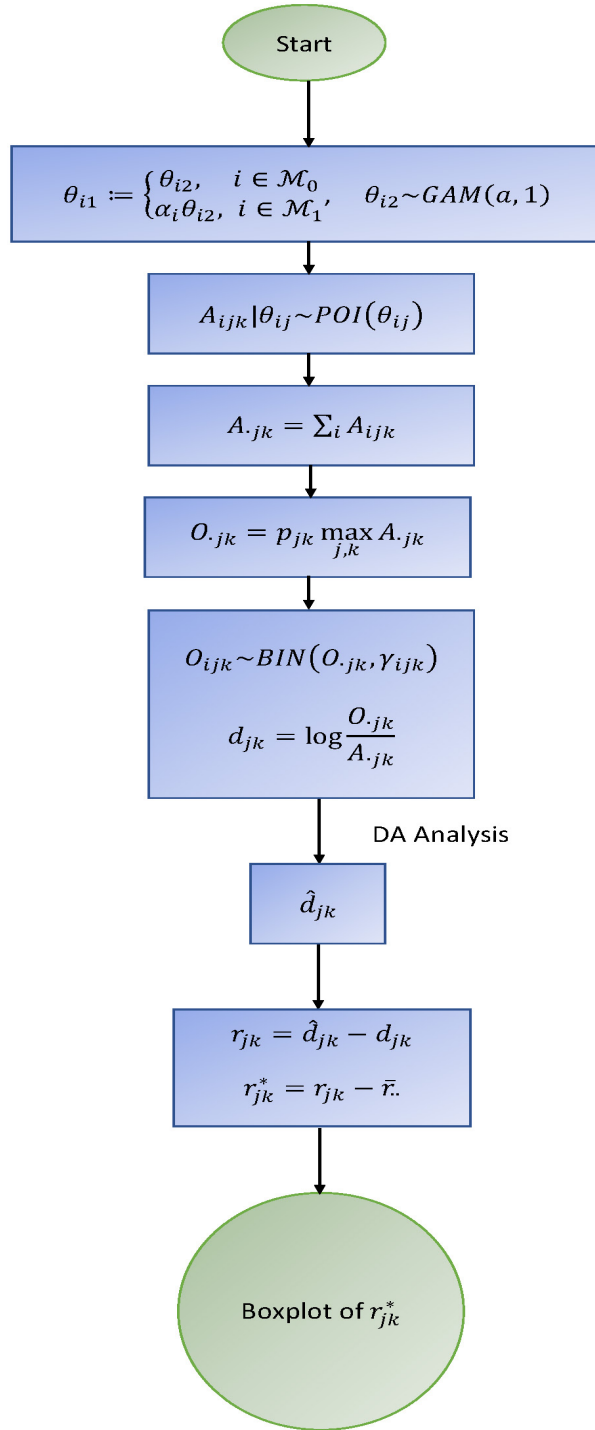 Start
θ_{i1} := { θ_{i2},  i ∈ ℳ_0
α_i θ_{i2},  i ∈ ℳ_1 ,  θ_{i2}~GAM(a, 1)
A_{ijk}|θ_{ij}~POI(θ_{ij})
A_{·jk} = ∑_i A_{ijk}
O_{·jk} = p_{jk} max_{j,k} A_{·jk}
O_{ijk}~BIN(O_{·jk}, γ_{ijk})
d_{jk} = log O_{·jk}/A_{·jk}
DA Analysis
d̂_{jk}
r_{jk} = d̂_{jk} − d_{jk}
r*_{jk} = r_{jk} − r̄_{··}
Boxplot of r*_{jk}